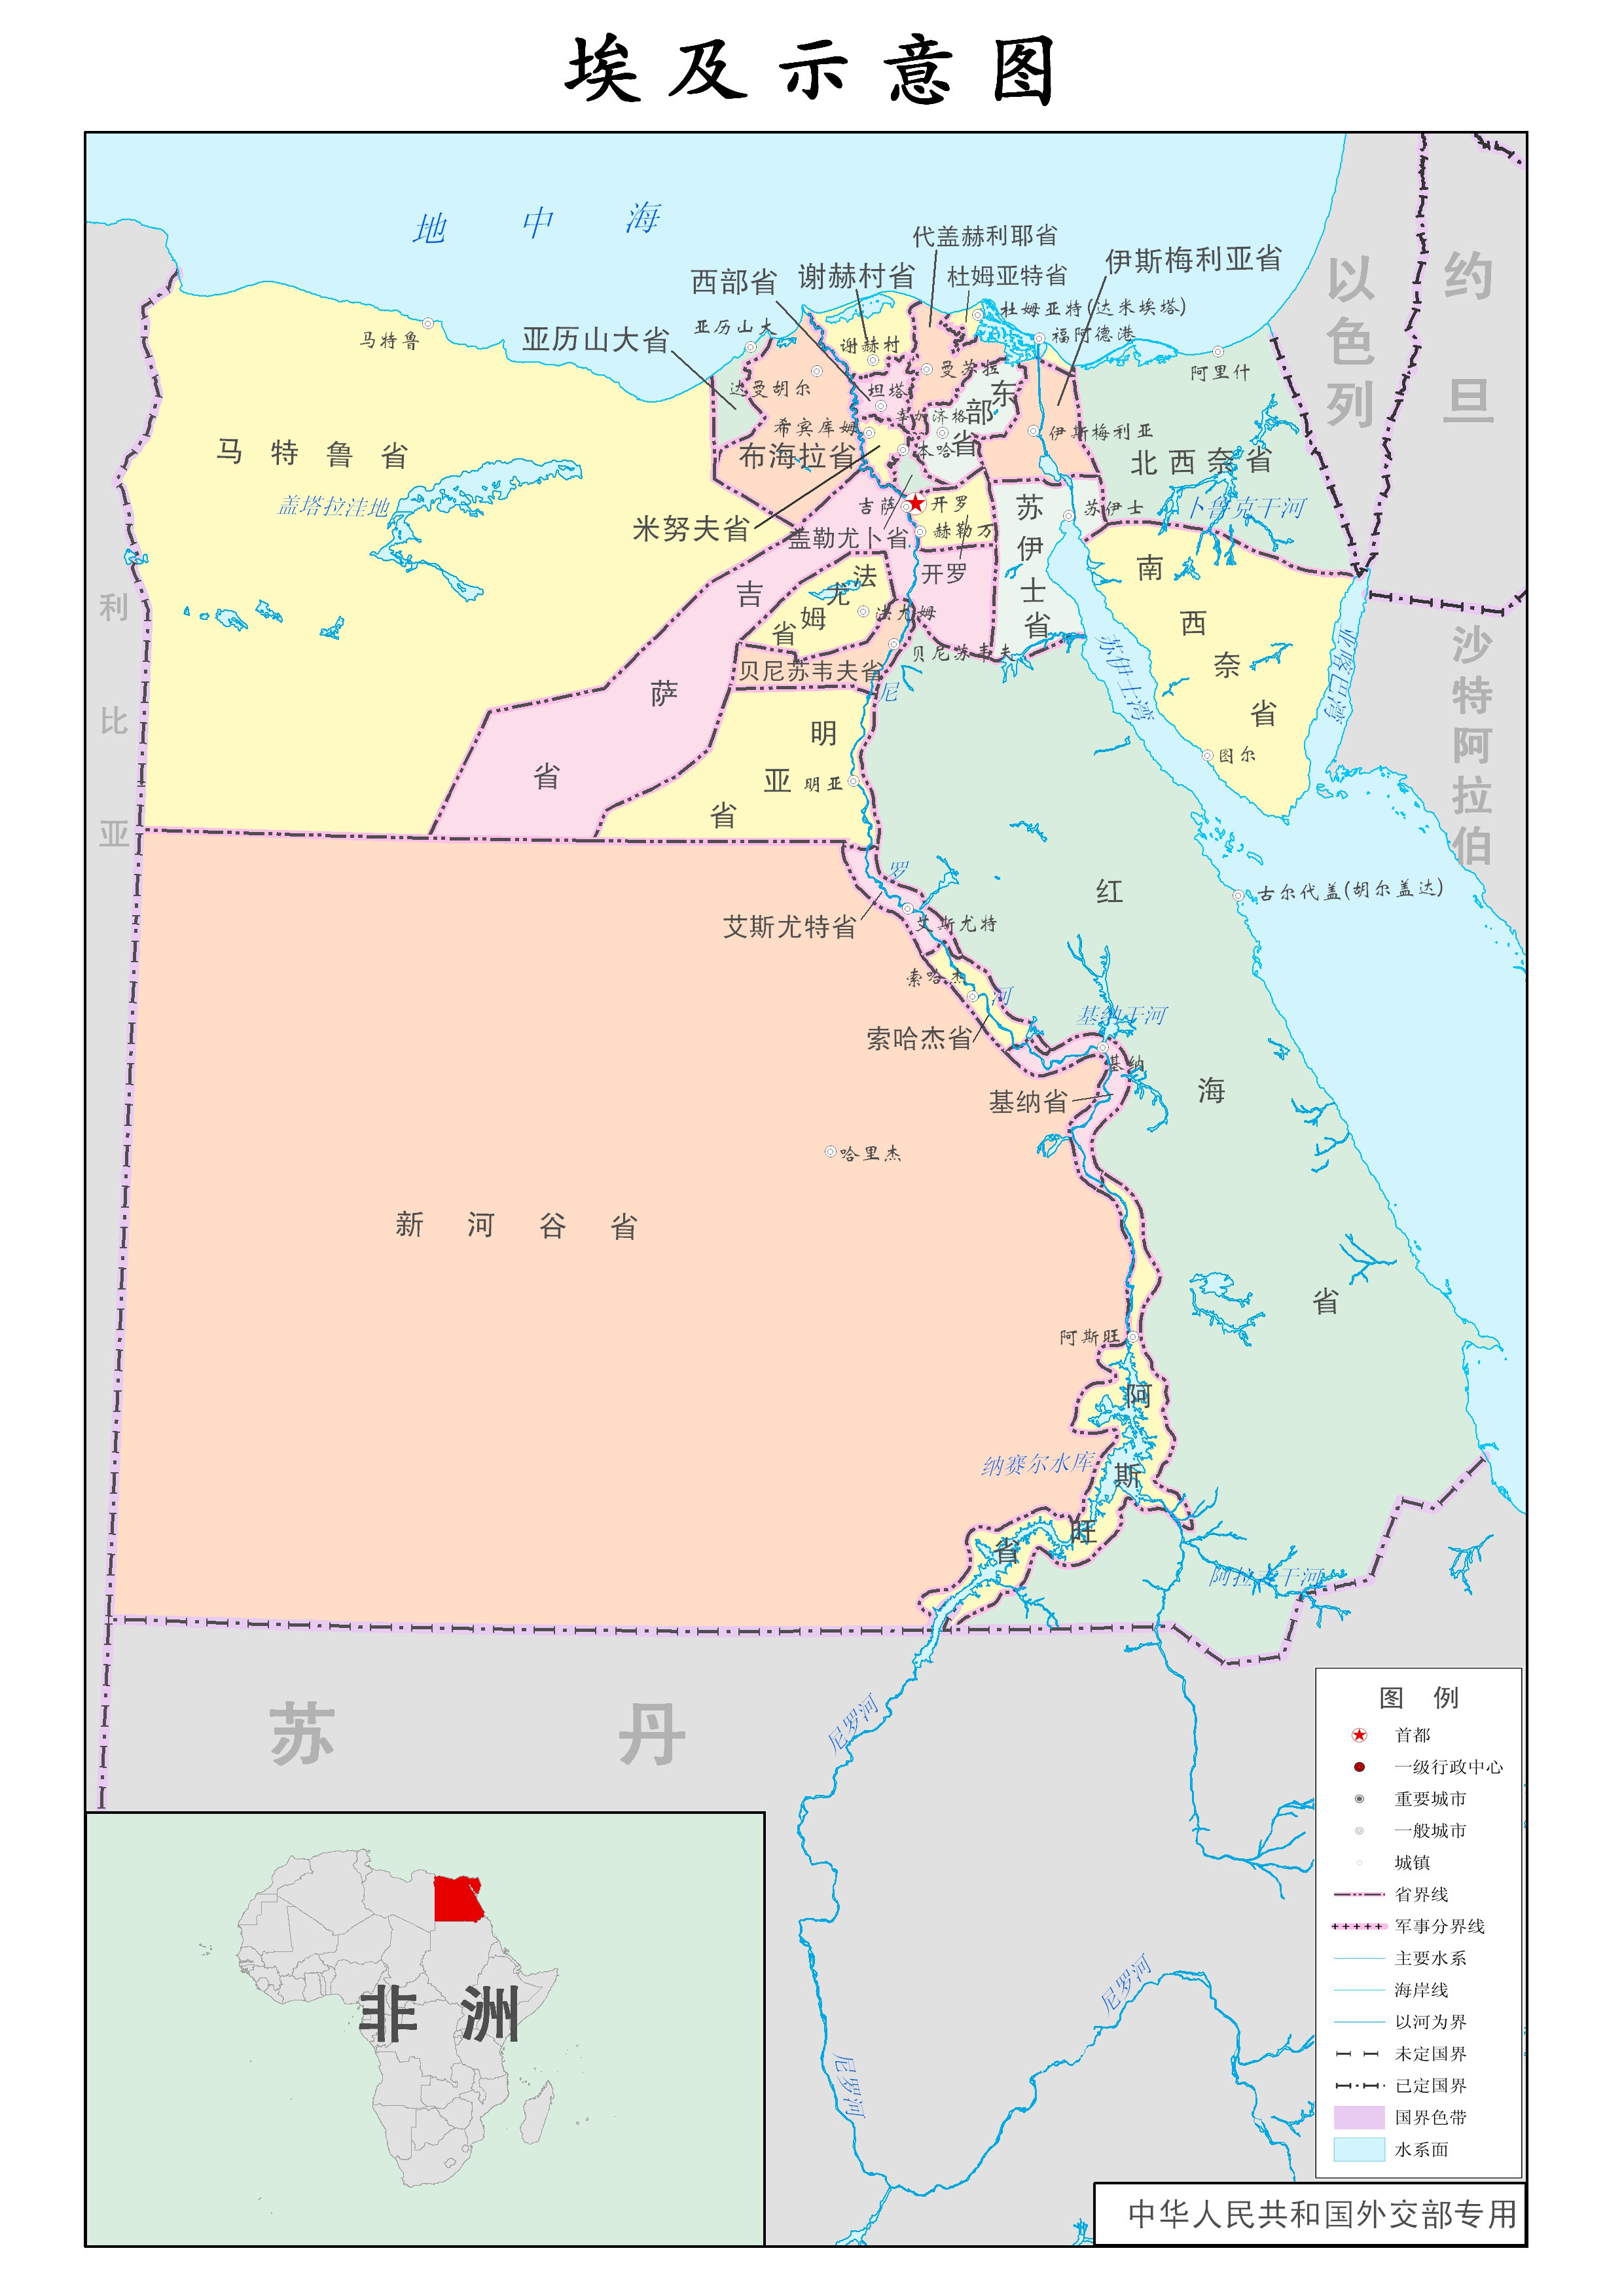 埃及示意图
地中海
代盖赫利耶省
伊斯梅利亚省
西部省
谢赫村省
杜姆亚特省
以色列
约旦
杜姆亚特(达米埃塔)
亚历山大省
亚历山大
福阿德港
马特鲁
谢赫村
曼苏拉
阿里什
达曼胡尔
坦塔
东部省
宰加济格
希宾库姆
伊斯梅利亚
马特鲁省
布海拉省
本哈
北西奈省
盖塔拉洼地
吉萨
开罗
苏伊士
卜鲁克干河
米努夫省
盖勒尤卜省
赫勒万
苏伊士省
开罗
南西奈省
利比亚
吉萨省
法尤姆省
法尤姆
贝尼苏韦夫
苏伊士湾
亚喀巴湾
沙特阿拉伯
贝尼苏韦夫省
尼罗河
明亚省
明亚
图尔
红海省
古尔代盖(胡尔盖达)
艾斯尤特省
艾斯尤特
索哈杰
索哈杰省
基纳干河
基纳
基纳省
哈里杰
新河谷省
阿斯旺
阿斯旺省
纳赛尔水库
阿拉基干河
苏丹
尼罗河
尼罗河
尼罗河
非洲
图例
首都
一级行政中心
重要城市
一般城市
城镇
省界线
军事分界线
主要水系
海岸线
以河为界
未定国界
已定国界
国界色带
水系面
中华人民共和国外交部专用